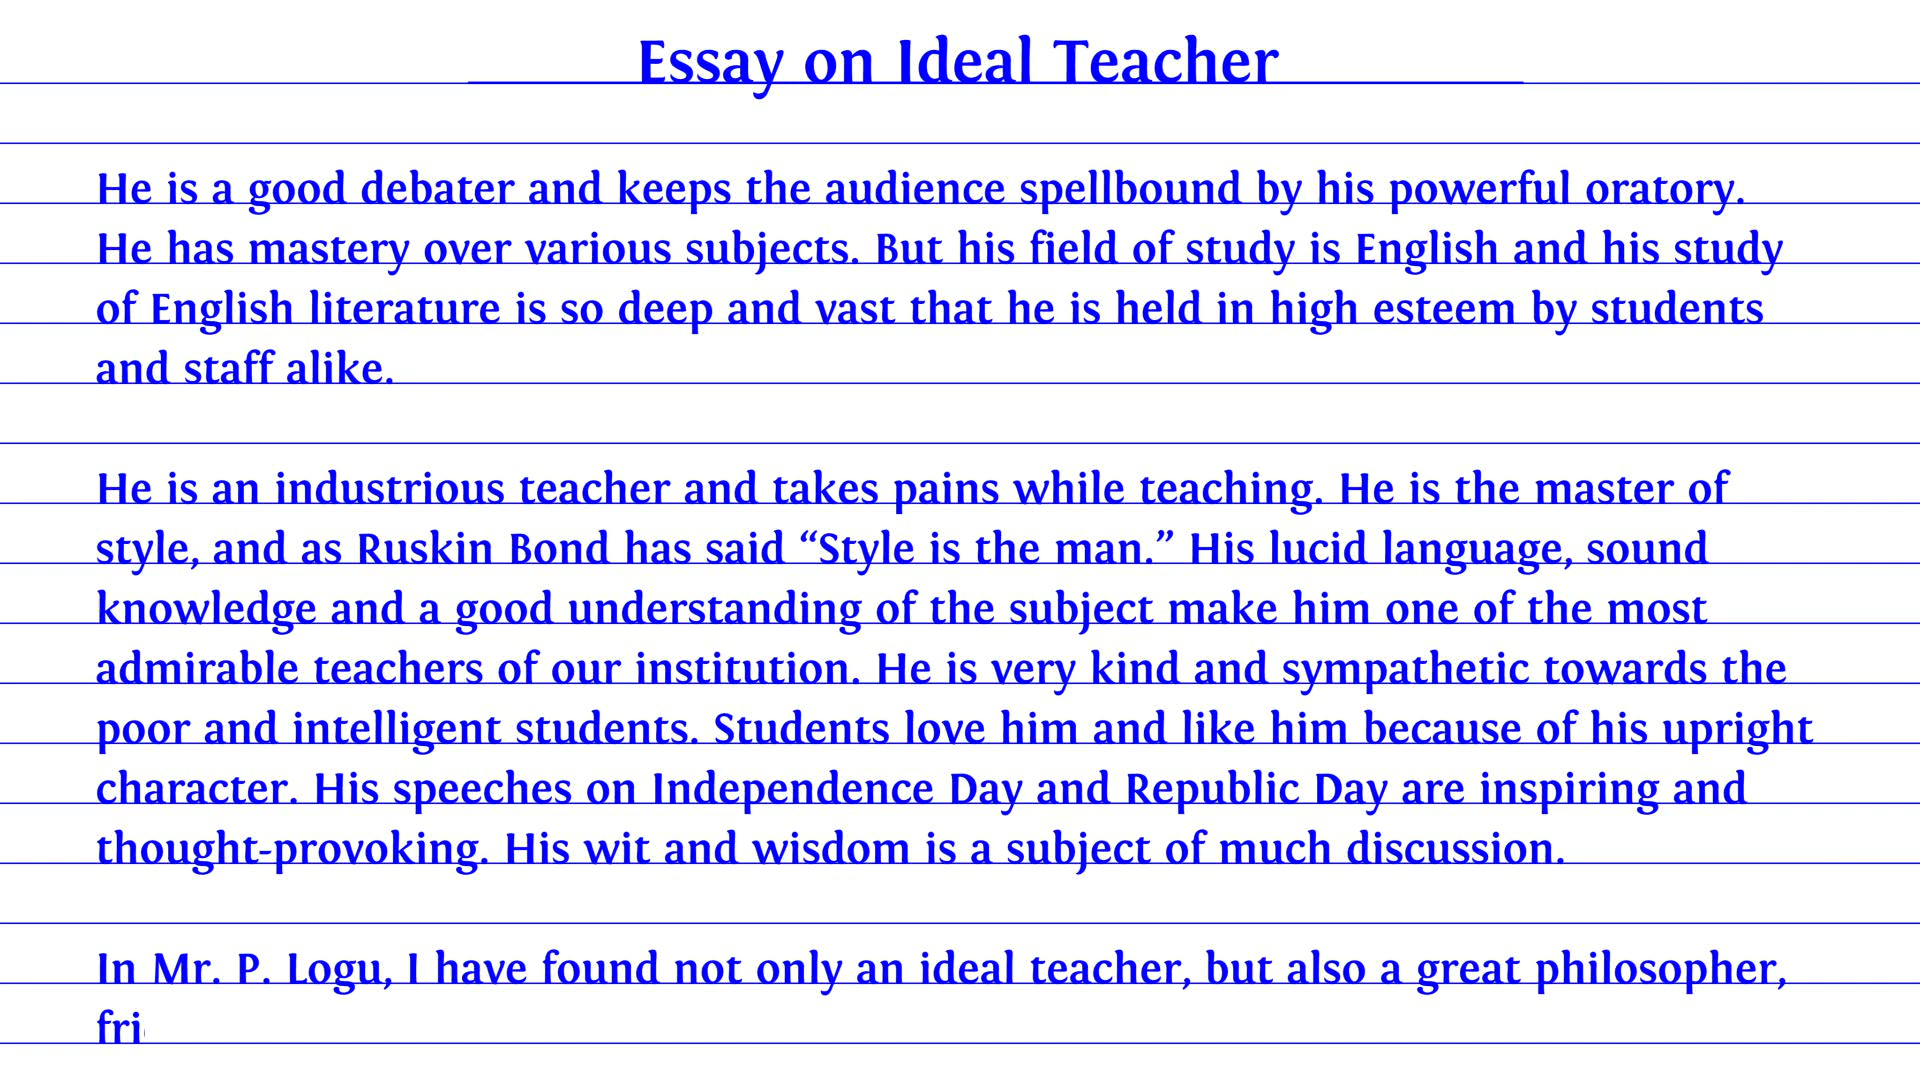 Essay on Ideal Teacher
He is a good debater and keeps the audience spellbound by his powerful oratory.
He has mastery over various subjects. But his field of study is English and his study
of English literature is so deep and vast that he is held in high esteem by students
and staff alike.
He is an industrious teacher and takes pains while teaching. He is the master of
style, and as Ruskin Bond has said “Style is the man.” His lucid language, sound
knowledge and a good understanding of the subject make him one of the most
admirable teachers of our institution. He is very kind and sympathetic towards the
poor and intelligent students. Students love him and like him because of his upright
character. His speeches on Independence Day and Republic Day are inspiring and
thought-provoking. His wit and wisdom is a subject of much discussion.
In Mr. P. Logu, I have found not only an ideal teacher, but also a great philosopher,
fri